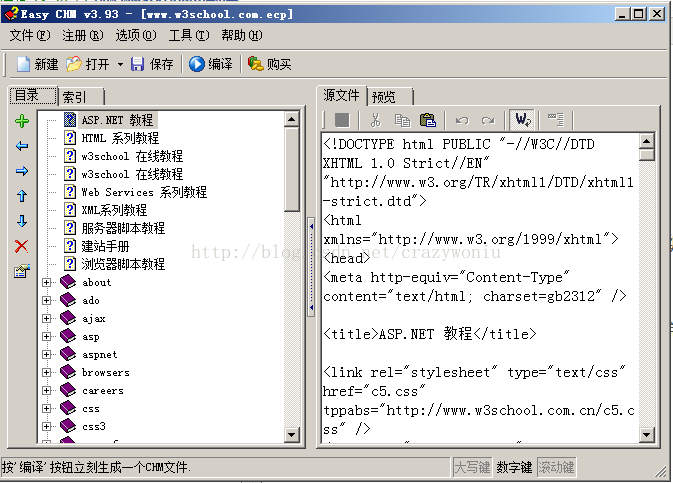 Easy CHM v3.93 - [www.w3school.com.ecp]
文件(F) 注册(R) 选项(O) 工具(T) 帮助(H)
新建 打开 保存 编译 购买
目录 索引
ASP.NET 教程
HTML 系列教程
w3school 在线教程
w3school 在线教程
Web Services 系列教程
XML系列教程
服务器脚本教程
建站手册
浏览器脚本教程
about
ado
ajax
asp
aspnet
browsers
careers
css
css3
源文件 预览
<!DOCTYPE html PUBLIC "-//W3C//DTD
XHTML 1.0 Strict//EN"
"http://www.w3.org/TR/xhtml1/DTD/xhtml1
-strict.dtd">
<html
xmlns="http://www.w3.org/1999/xhtml">
<head>
<meta http-equiv="Content-Type"
content="text/html; charset=gb2312" />
<title>ASP.NET 教程</title>
<link rel="stylesheet" type="text/css"
href="c5.css"
tppabs="http://www.w3school.com.cn/c5.c
ss" />
http://blog.csdn.net/crazywoniu
按'编译'按钮立刻生成一个CHM文件.
大写键 数字键 滚动键